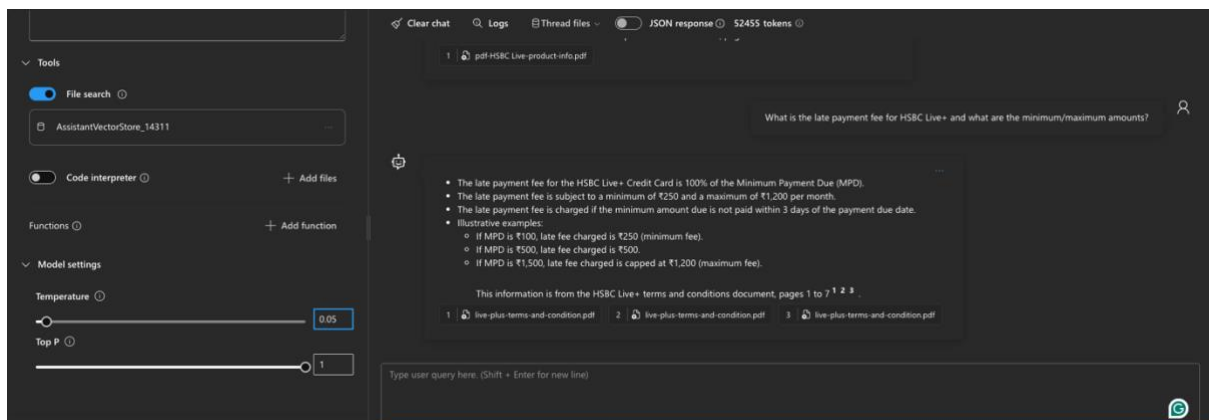 Clear chat Logs Thread files JSON response 52455 tokens
1 pdf-HSBC Live-product-info.pdf
Tools
File search
AssistantVectorStore_14311
Code interpreter + Add files
Functions + Add function
Model settings
Temperature
0.05
Top P
1
What is the late payment fee for HSBC Live+ and what are the minimum/maximum amounts?
• The late payment fee for the HSBC Live+ Credit Card is 100% of the Minimum Payment Due (MPD).
• The late payment fee is subject to a minimum of ₹250 and a maximum of ₹1,200 per month.
• The late payment fee is charged if the minimum amount due is not paid within 3 days of the payment due date.
• Illustrative examples:
○ If MPD is ₹100, late fee charged is ₹250 (minimum fee).
○ If MPD is ₹500, late fee charged is ₹500.
○ If MPD is ₹1,500, late fee charged is capped at ₹1,200 (maximum fee).
This information is from the HSBC Live+ terms and conditions document, pages 1 to 7 1 2 3 .
1 live-plus-terms-and-condition.pdf 2 live-plus-terms-and-condition.pdf 3 live-plus-terms-and-condition.pdf
Type user query here. (Shift + Enter for new line)